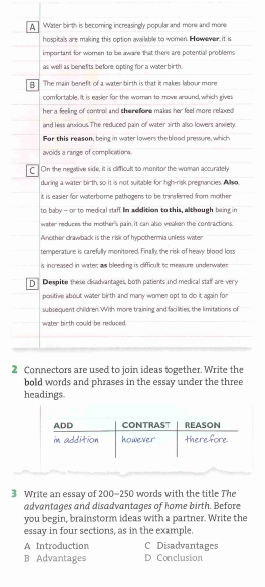 A Water birth is becoming increasingly popular and more and more
hospitals are making this option available to women. However, it is
important for women to be aware that there are potential problems
as well as benefits before opting for a water birth.
B The main benefit of a water birth is that it makes labour more
comfortable. It is easier for the woman to move around, which gives
her a feeling of control and therefore makes her feel more relaxed
and less anxious. The reduced pain of water birth also lowers anxiety.
For this reason, being in water lowers the blood pressure, which
avoids a range of complications.
C On the negative side, it is difficult to monitor the woman accurately
during a water birth, so it is not suitable for high-risk pregnancies. Also,
it is easier for waterborne pathogens to be transferred from mother
to baby – or to medical staff. In addition to this, although being in
water reduces the mother's pain, it can also weaken the contractions.
Another drawback is the risk of hypothermia unless water
temperature is carefully monitored. Finally, the risk of heavy blood loss
is increased in water, as bleeding is difficult to measure underwater.
D Despite these disadvantages, both patients and medical staff are very
positive about water birth and many women opt to do it again for
subsequent children. With more training and facilities, the limitations of
water birth could be reduced.
2 Connectors are used to join ideas together. Write the
bold words and phrases in the essay under the three
headings.
ADD CONTRAST REASON
in addition however therefore
3 Write an essay of 200–250 words with the title The
advantages and disadvantages of home birth. Before
you begin, brainstorm ideas with a partner. Write the
essay in four sections, as in the example.
A Introduction C Disadvantages
B Advantages D Conclusion